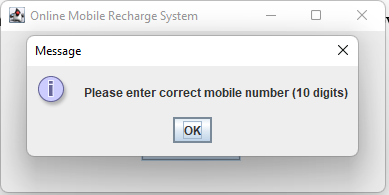 Online Mobile Recharge System
Message
Please enter correct mobile number (10 digits)
OK